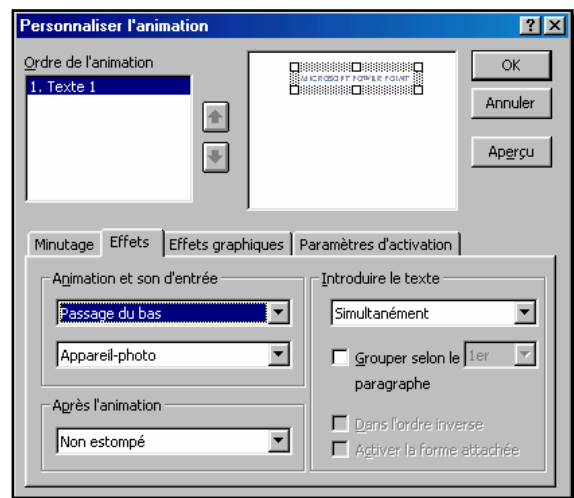 Personnaliser l'animation
Ordre de l'animation
1. Texte 1
MICROSOFT POWER POINT
OK
Annuler
Aperçu
Minutage
Effets
Effets graphiques
Paramètres d'activation
Animation et son d'entrée
Passage du bas
Appareil-photo
Après l'animation
Non estompé
Introduire le texte
Simultanément
Grouper selon le 1er
paragraphe
Dans l'ordre inverse
Activer la forme attachée